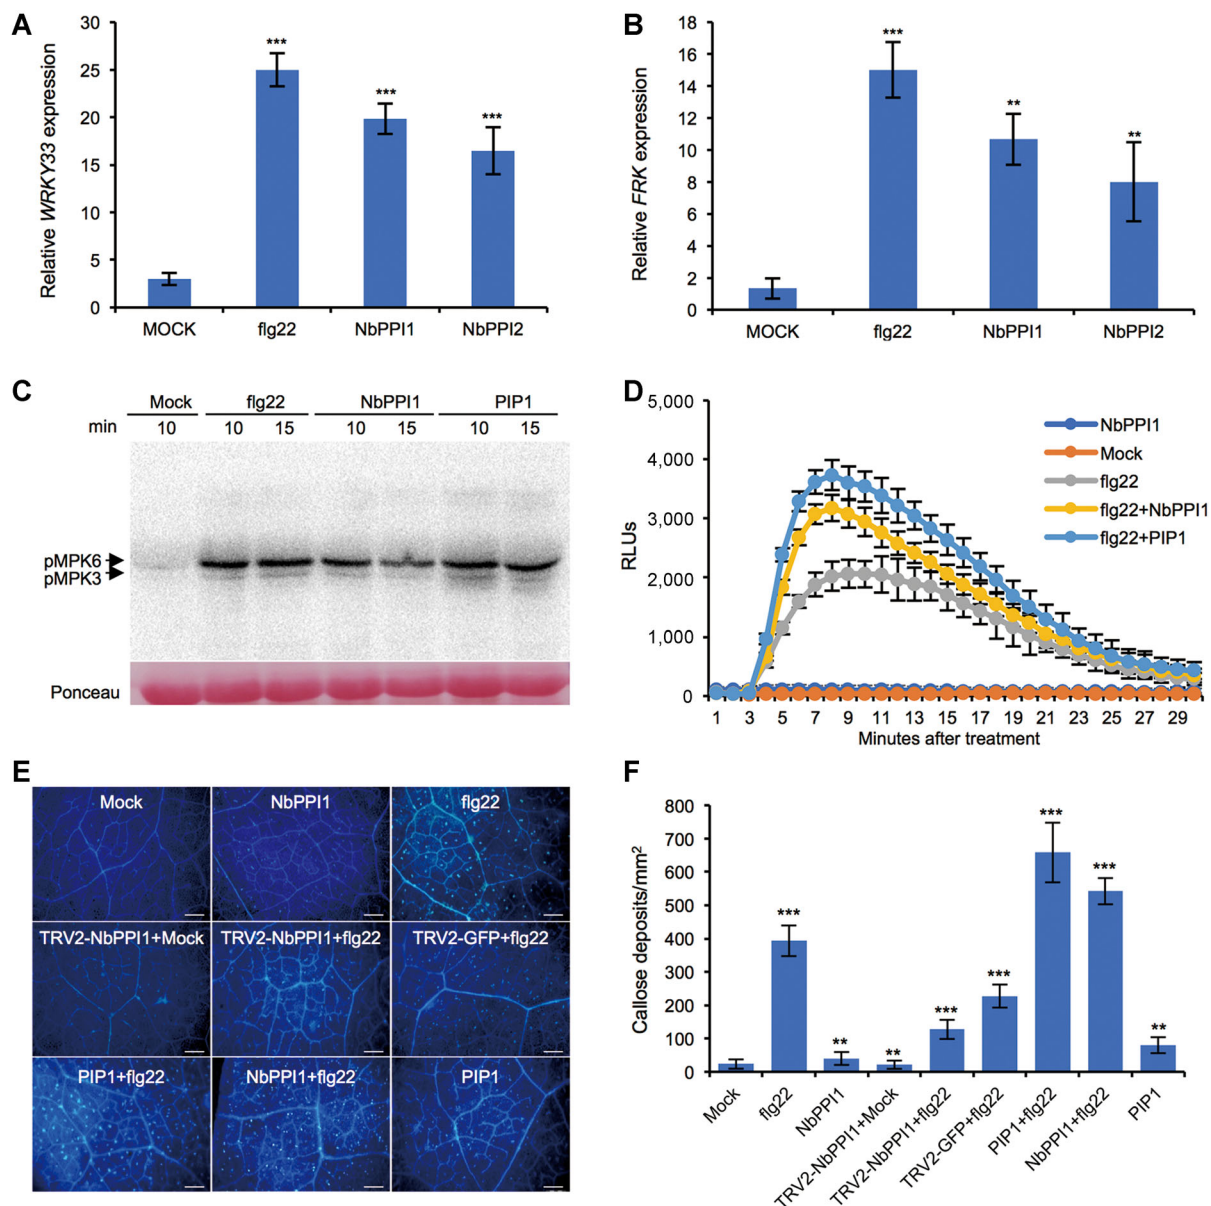 A
Relative WRKY33 expression
30
25
20
15
10
5
0
***
***
***
MOCK flg22 NbPPI1 NbPPI2
B
Relative FRK expression
18
16
14
12
10
8
6
4
2
0
***
**
**
MOCK flg22 NbPPI1 NbPPI2
C
Mock flg22 NbPPI1 PIP1
min 10 10 15 10 15 10 15
pMPK6
pMPK3
Ponceau
D
RLUs
5,000
4,000
3,000
2,000
1,000
0
NbPPI1
Mock
flg22
flg22+NbPPI1
flg22+PIP1
1 3 5 7 9 11 13 15 17 19 21 23 25 27 29
Minutes after treatment
E
Mock NbPPI1 flg22
TRV2-NbPPI1+Mock TRV2-NbPPI1+flg22 TRV2-GFP+flg22
PIP1+flg22 NbPPI1+flg22 PIP1
F
Callose deposits/mm²
800
700
600
500
400
300
200
100
0
***
**
**
***
***
***
***
**
Mock
flg22
NbPPI1
TRV2-NbPPI1+Mock
TRV2-NbPPI1+flg22
TRV2-GFP+flg22
PIP1+flg22
NbPPI1+flg22
PIP1